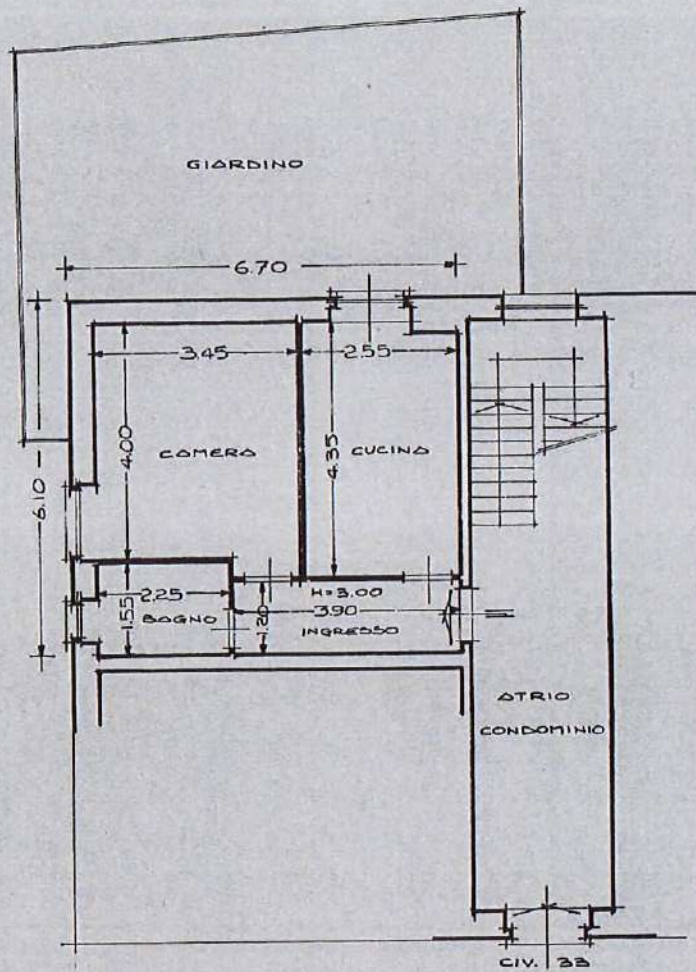 GIARDINO
6.70
3.45
2.55
4.00
4.35
6.10
CAMERA
CUCINA
2.25
1.55
BAGNO
1.20
H=3.00
3.90
INGRESSO
ATRIO
CONDOMINIO
CIV. 33